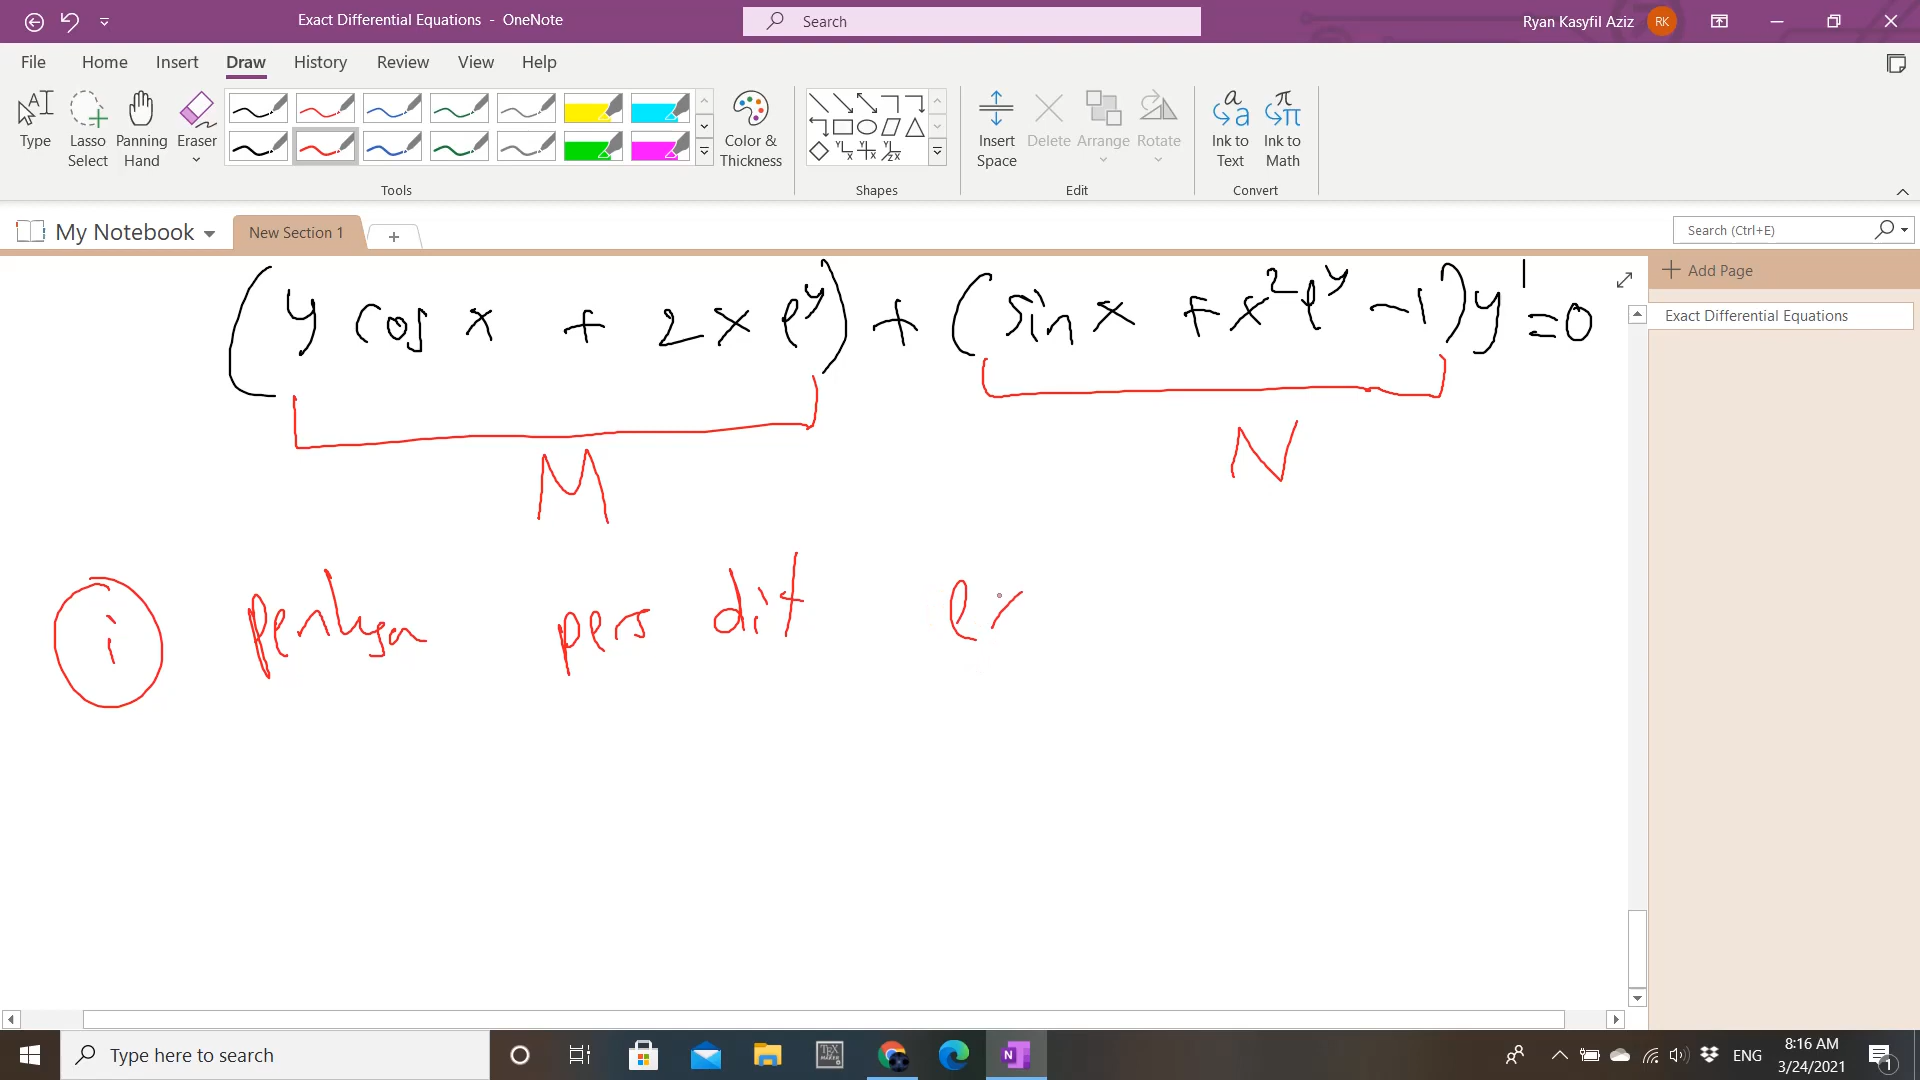 Exact Differential Equations - OneNote
Search
Ryan Kasyfil Aziz RK
File Home Insert Draw History Review View Help
Type
Lasso Select
Panning Hand
Eraser
Color & Thickness
Insert Space
Delete
Arrange
Rotate
Ink to Text
Ink to Math
Tools
Shapes
Edit
Convert
My Notebook
New Section 1
Search (Ctrl+E)
Add Page
Exact Differential Equations
(y cos x + 2x e^y) + (sin x + x²e^y - 1)y' = 0
M
N
i
pers dif ex
Type here to search
ENG
8:16 AM
3/24/2021
1